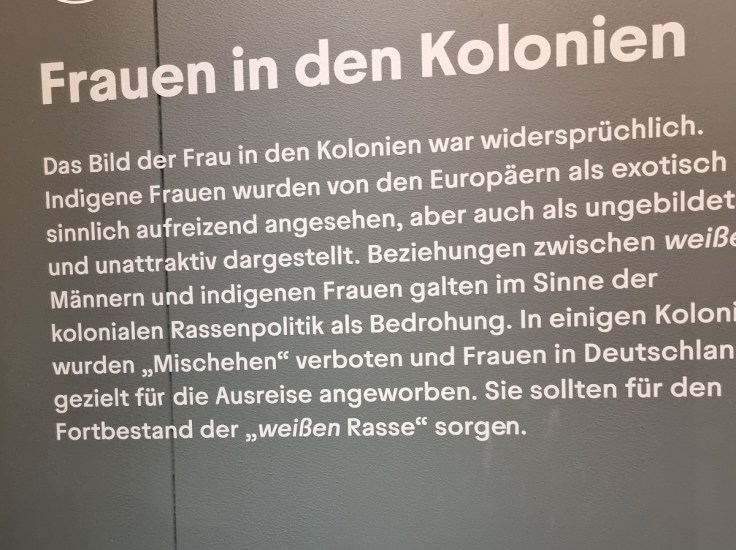 Frauen in den Kolonien
Das Bild der Frau in den Kolonien war widersprüchlich.
Indigene Frauen wurden von den Europäern als exotisch
sinnlich aufreizend angesehen, aber auch als ungebildet
und unattraktiv dargestellt. Beziehungen zwischen weiße
Männern und indigenen Frauen galten im Sinne der
kolonialen Rassenpolitik als Bedrohung. In einigen Koloni
wurden „Mischehen“ verboten und Frauen in Deutschlan
gezielt für die Ausreise angeworben. Sie sollten für den
Fortbestand der „weißen Rasse“ sorgen.